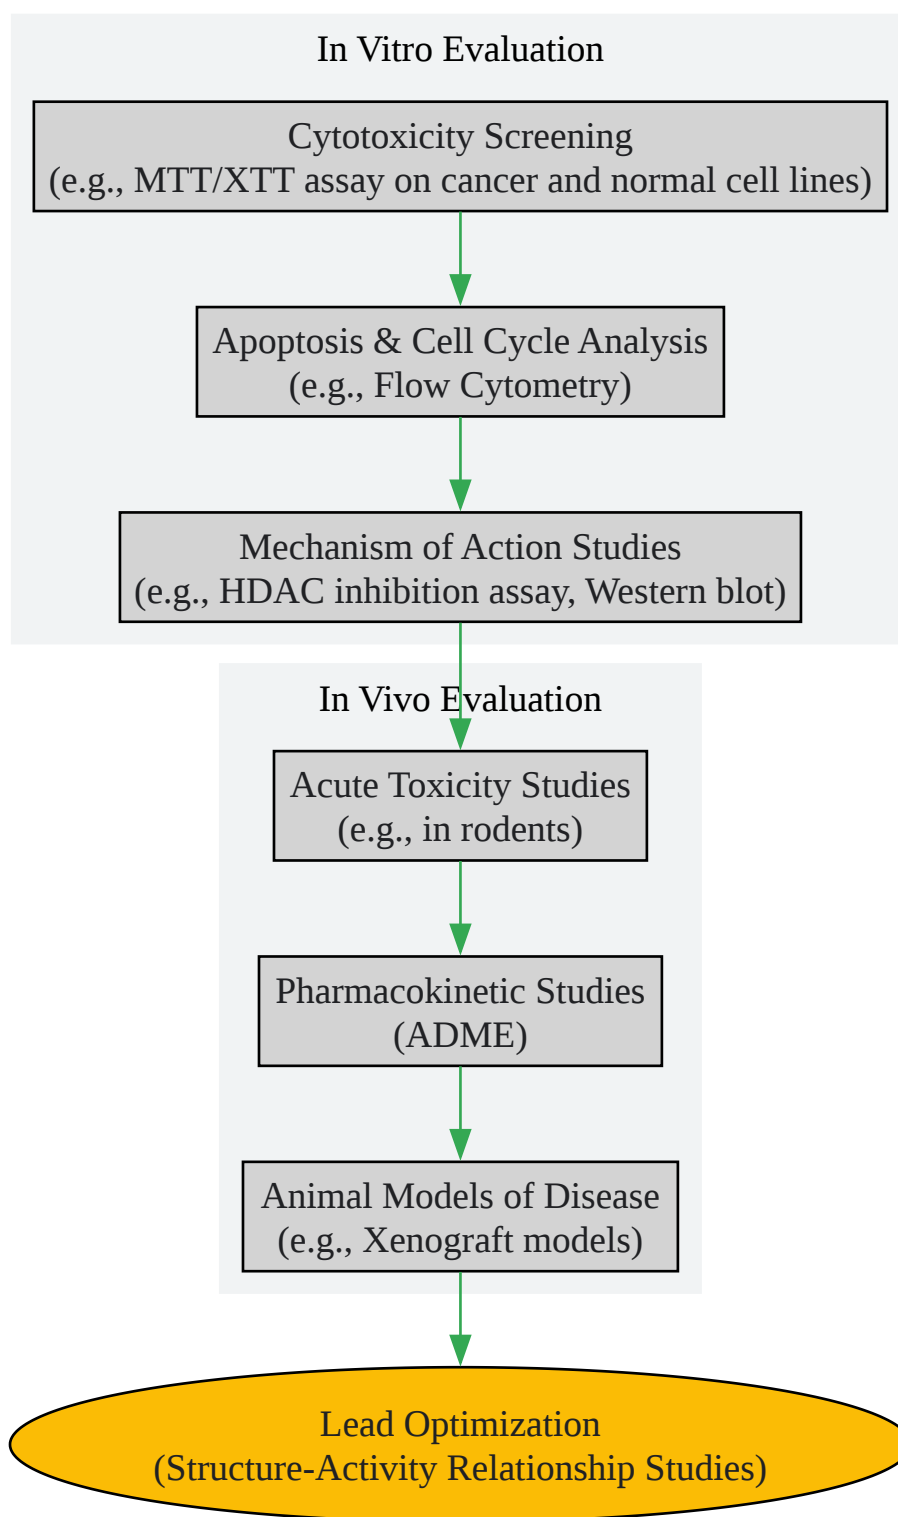 In Vitro Evaluation
Cytotoxicity Screening
(e.g., MTT/XTT assay on cancer and normal cell lines)
Apoptosis & Cell Cycle Analysis
(e.g., Flow Cytometry)
Mechanism of Action Studies
(e.g., HDAC inhibition assay, Western blot)
In Vivo Evaluation
Acute Toxicity Studies
(e.g., in rodents)
Pharmacokinetic Studies
(ADME)
Animal Models of Disease
(e.g., Xenograft models)
Lead Optimization
(Structure-Activity Relationship Studies)